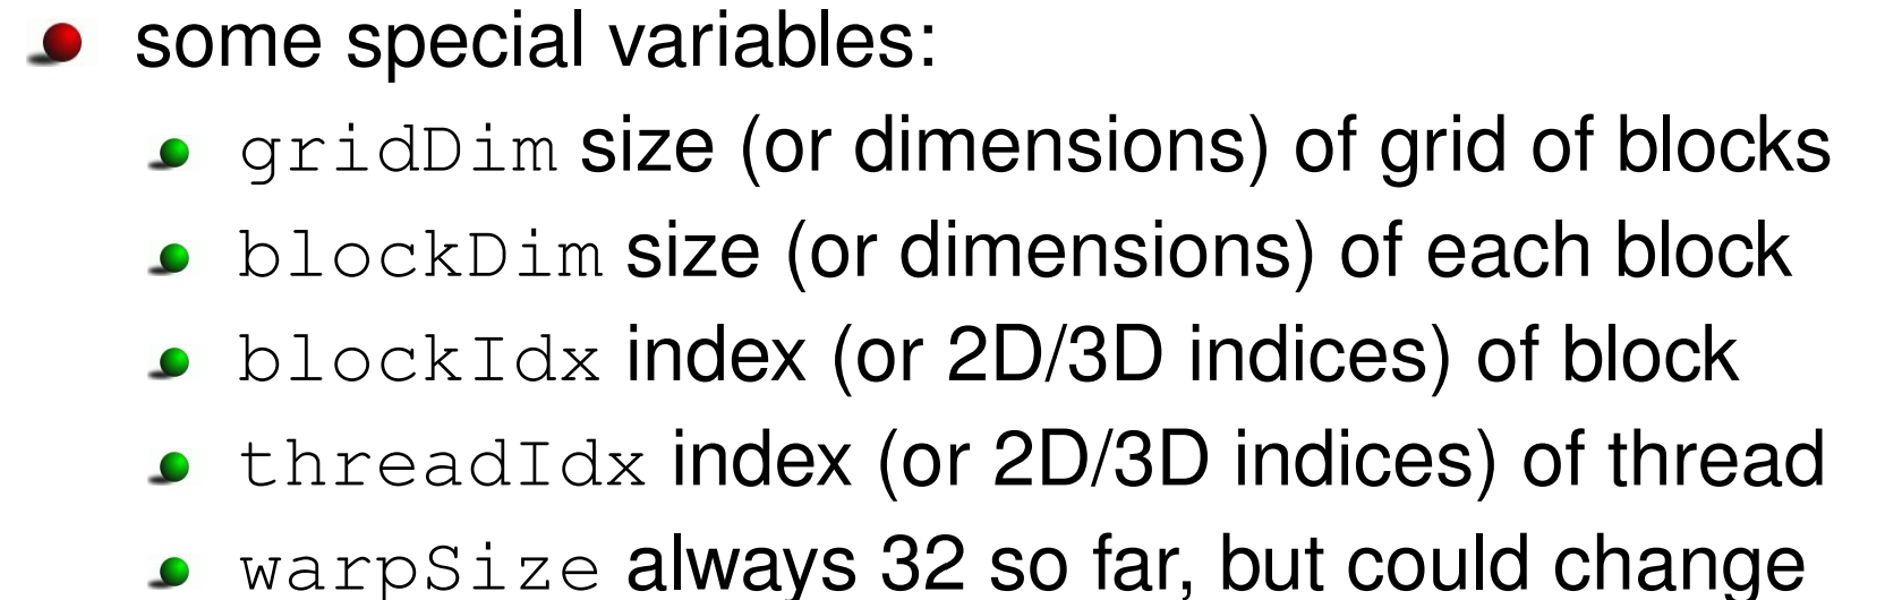 some special variables:
gridDim size (or dimensions) of grid of blocks
blockDim size (or dimensions) of each block
blockIdx index (or 2D/3D indices) of block
threadIdx index (or 2D/3D indices) of thread
warpSize always 32 so far, but could change